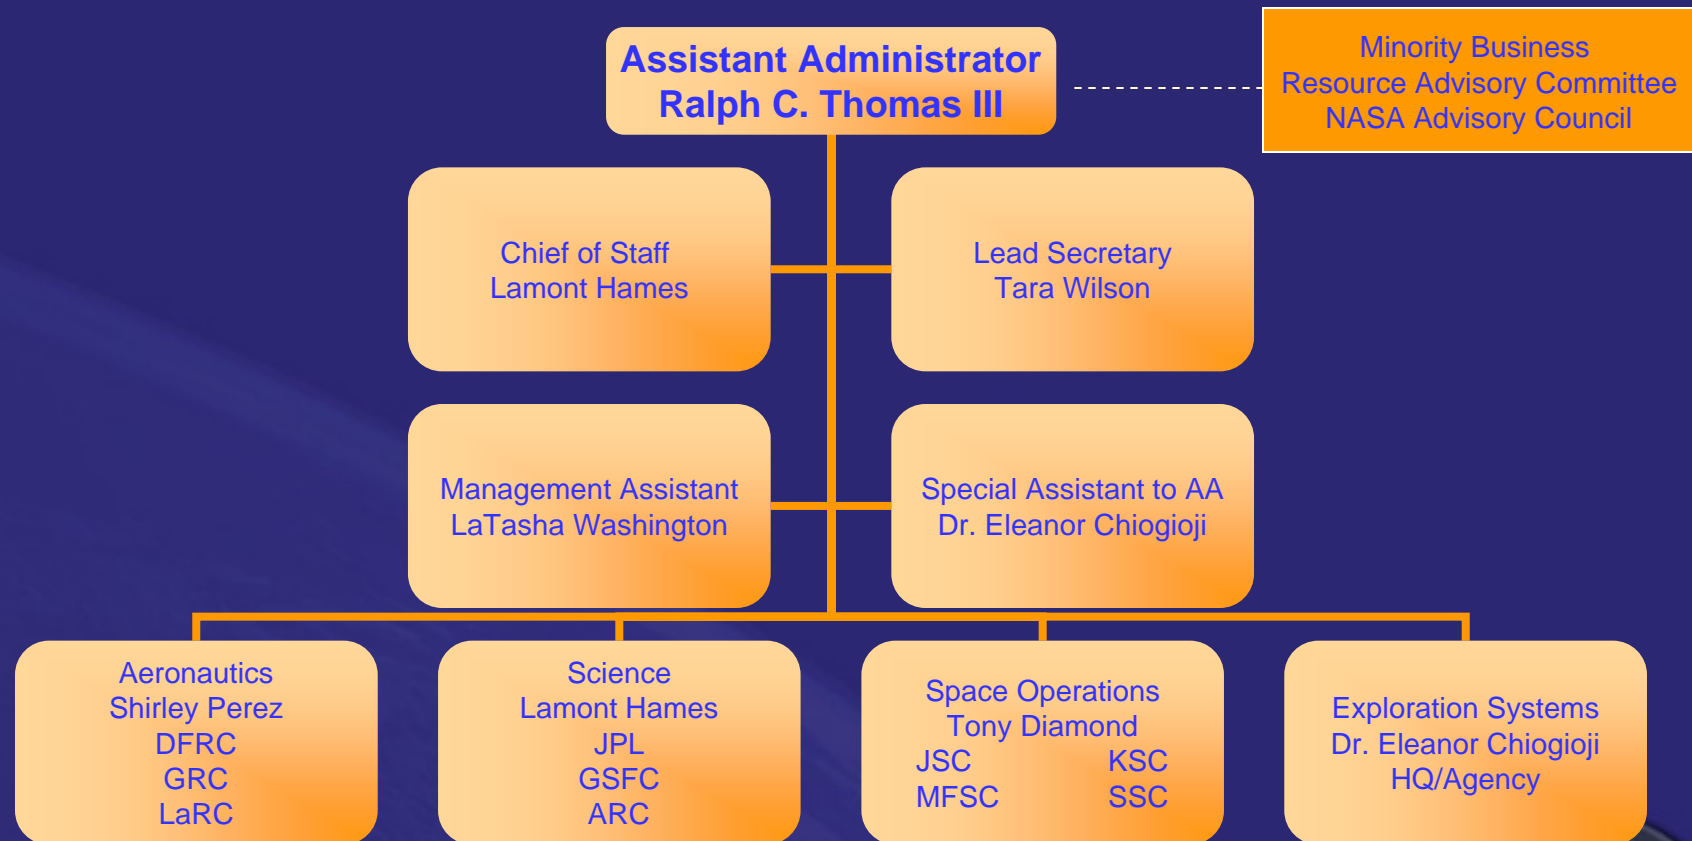 Assistant Administrator
Ralph C. Thomas III
Minority Business
Resource Advisory Committee
NASA Advisory Council
Chief of Staff
Lamont Hames
Lead Secretary
Tara Wilson
Management Assistant
LaTasha Washington
Special Assistant to AA
Dr. Eleanor Chiogioji
Aeronautics
Shirley Perez
DFRC
GRC
LaRC
Science
Lamont Hames
JPL
GSFC
ARC
Space Operations
Tony Diamond
JSC KSC
MFSC SSC
Exploration Systems
Dr. Eleanor Chiogioji
HQ/Agency